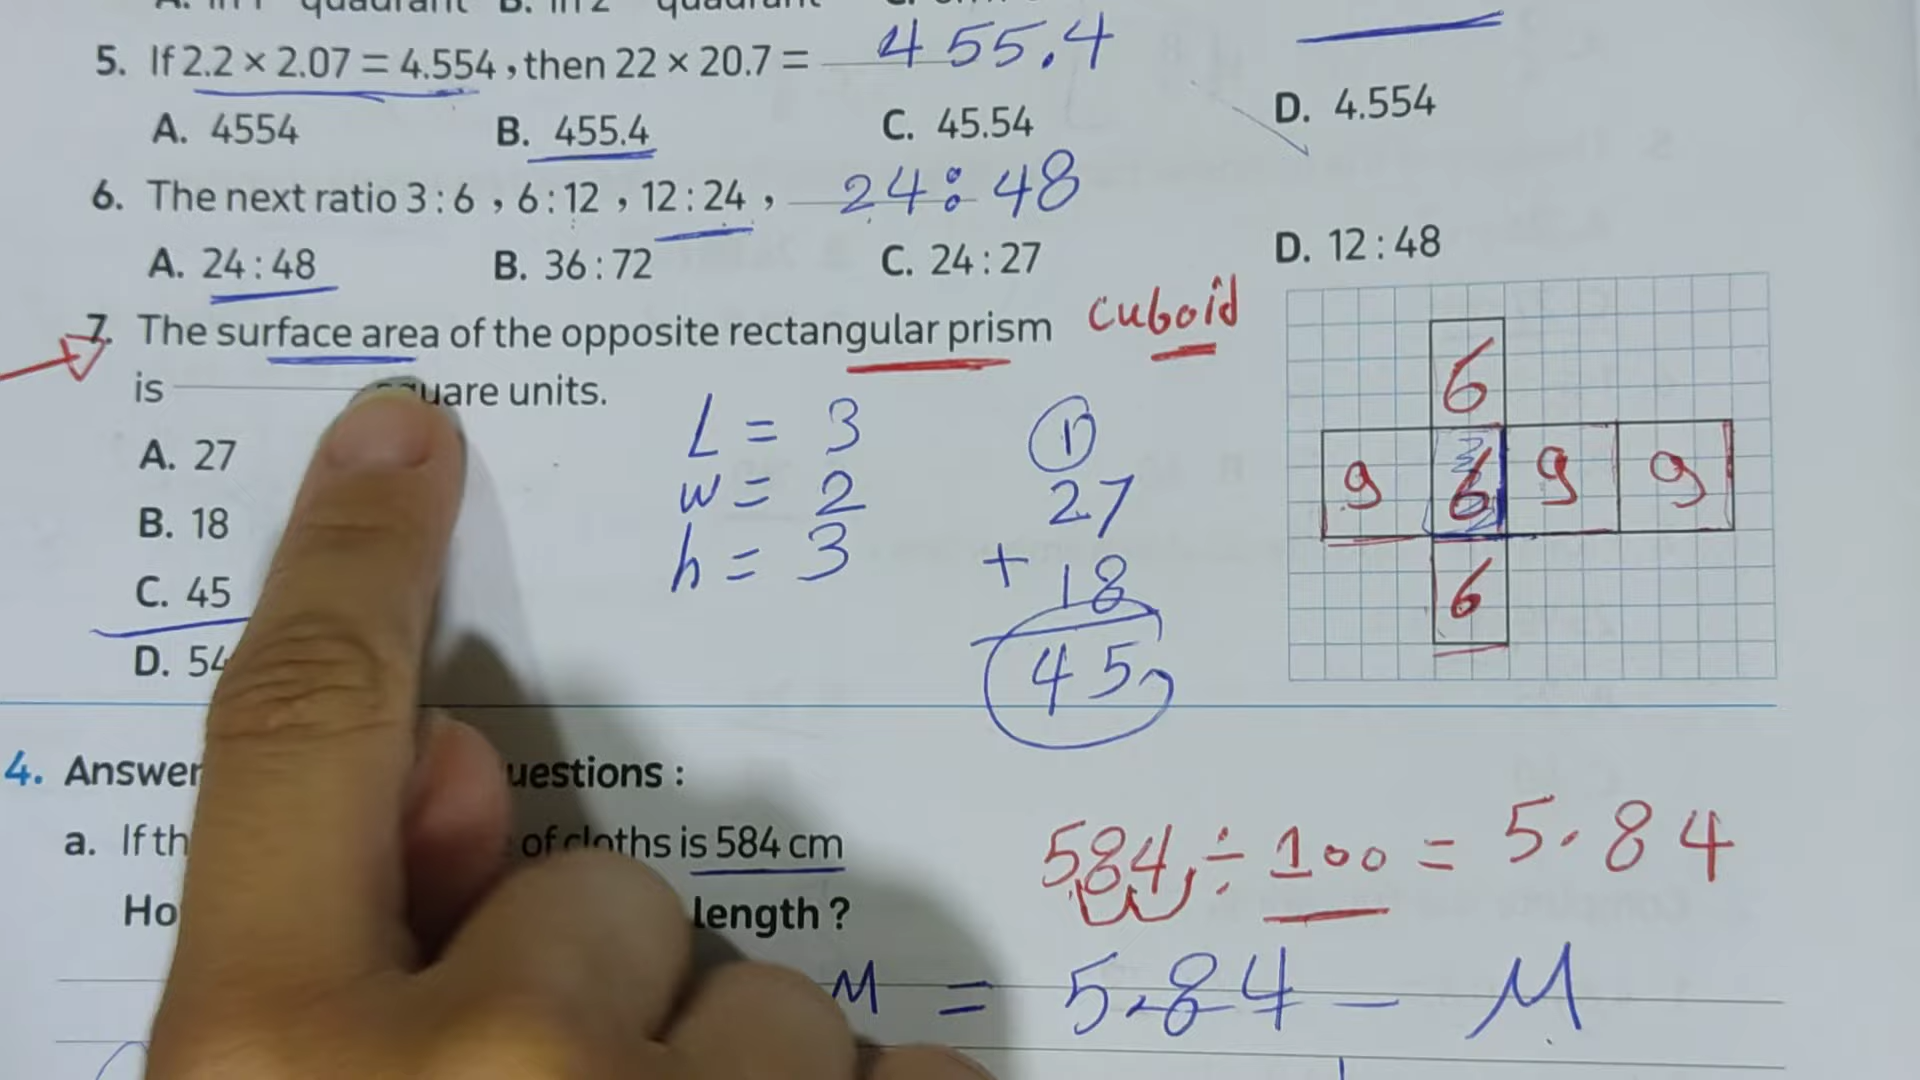 5. If 2.2 × 2.07 = 4.554 , then 22 × 20.7 = 455.4
A. 4554 B. 455.4 C. 45.54 D. 4.554
6. The next ratio 3 : 6 , 6 : 12 , 12 : 24 , 24 : 48
A. 24 : 48 B. 36 : 72 C. 24 : 27 D. 12 : 48
7. The surface area of the opposite rectangular prism cuboid
is square units.
A. 27
B. 18
C. 45
D. 54
L = 3
w = 2
h = 3
1
27
+ 18
45
6
9 6 9 9
6
4. Answer uestions :
a. If th of cloths is 584 cm
Ho length ?
584 ÷ 100 = 5.84
M = 5.84 – M